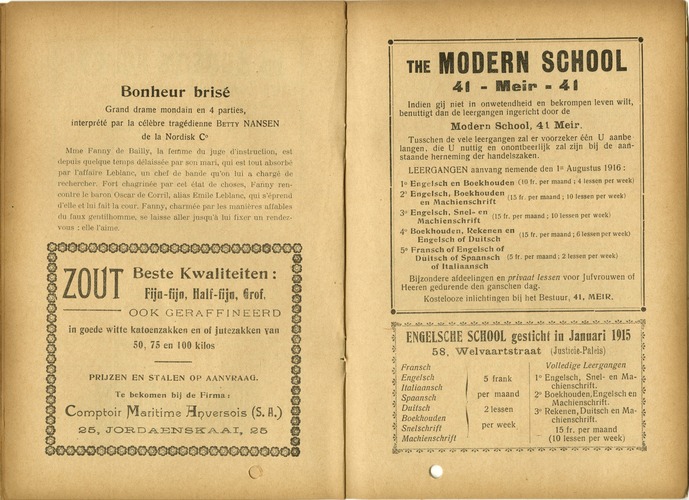 Bonheur brisé
Grand drame mondain en 4 parties,
interprété par la célèbre tragédienne BETTY NANSEN
de la Nordisk Cº
Mme Fanny de Bailly, la femme du juge d'instruction, est
depuis quelque temps délaissée par son mari, qui est tout absorbé
par l'affaire Leblanc, un chef de bande qu'on lui a chargé de
rechercher. Fort chagrinée par cet état de choses, Fanny ren-
contre le baron Oscar de Corril, alias Emile Leblanc, qui s'éprend
d'elle et lui fait la cour. Fanny, charmée par les manières affables
du faux gentilhomme, se laisse aller jusqu'à lui fixer un rendez-
vous : elle l'aime.
ZOUT
Beste Kwaliteiten :
Fijn-fijn, Half-fijn, Grof.
OOK GERAFFINEERD
in goede witte katoenzakken en of jutezakken van
50, 75 en 100 kilos
PRIJZEN EN STALEN OP AANVRAAG.
Te bekomen bij de Firma :
Comptoir Maritime Anversois (S. A.)
25, JORDAENSKAAI, 25
THE MODERN SCHOOL
41 - Meir - 41
Indien gij niet in onwetendheid en bekrompen leven wilt,
benuttigt dan de leergangen ingericht door de
Modern School, 41 Meir.
Tusschen de vele leergangen zal er voorzeker één U aanbe-
langen, die U nuttig en onontbeerlijk zal zijn bij de aan-
staande herneming der handelszaken.
LEERGANGEN aanvang nemende den 1º Augustus 1916 :
1º Engelsch en Boekhouden (10 fr. per maand ; 4 lessen per week)
2º Engelsch, Boekhouden
en Machienschrift (15 fr. per maand ; 10 lessen per week)
3º Engelsch, Snel- en
Machienschrift (15 fr. per maand ; 10 lessen per week)
4º Boekhouden, Rekenen en
Engelsch of Duitsch (15 fr. per maand ; 6 lessen per week)
5º Fransch of Engelsch of
Duitsch of Spaansch (5 fr. per maand ; 2 lessen per week)
of Italiaansch
Bijzondere afdeelingen en privaat lessen voor Jufvrouwen of
Heeren gedurende den ganschen dag.
Kostelooze inlichtingen bij het Bestuur, 41, MEIR.
ENGELSCHE SCHOOL gesticht in Januari 1915
58, Welvaartstraat (Justicie-Paleis)
Fransch
Engelsch
Italiaansch
Spaansch
Duitsch
Boekhouden
Snelschrift
Machienschrift
5 frank
per maand
2 lessen
per week
Volledige Leergangen
1º Engelsch, Snel- en Ma-
chienschrift.
2º Boekhouden, Engelsch en
Machienschrift.
3º Rekenen, Duitsch en Ma-
chienschrift.
15 fr. per maand
(10 lessen per week)